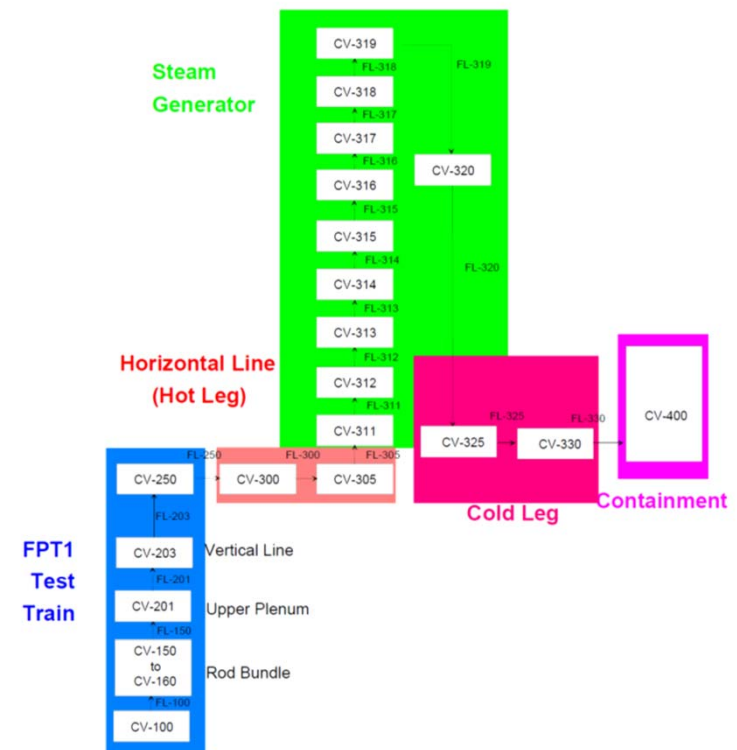 CV-319
FL-318
FL-319
Steam
Generator
CV-318
FL-317
CV-317
FL-316
CV-320
CV-316
FL-315
CV-315
FL-314
FL-320
CV-314
FL-313
CV-313
FL-312
Horizontal Line
(Hot Leg)
CV-312
FL-311
CV-311
FL-325
FL-330
CV-400
CV-325
CV-330
FL-250
FL-300
FL-305
CV-250
CV-300
CV-305
Containment
Cold Leg
FL-203
FPT1
Test
Train
CV-203
Vertical Line
FL-201
CV-201
Upper Plenum
FL-150
CV-150
to
CV-160
Rod Bundle
FL-100
CV-100